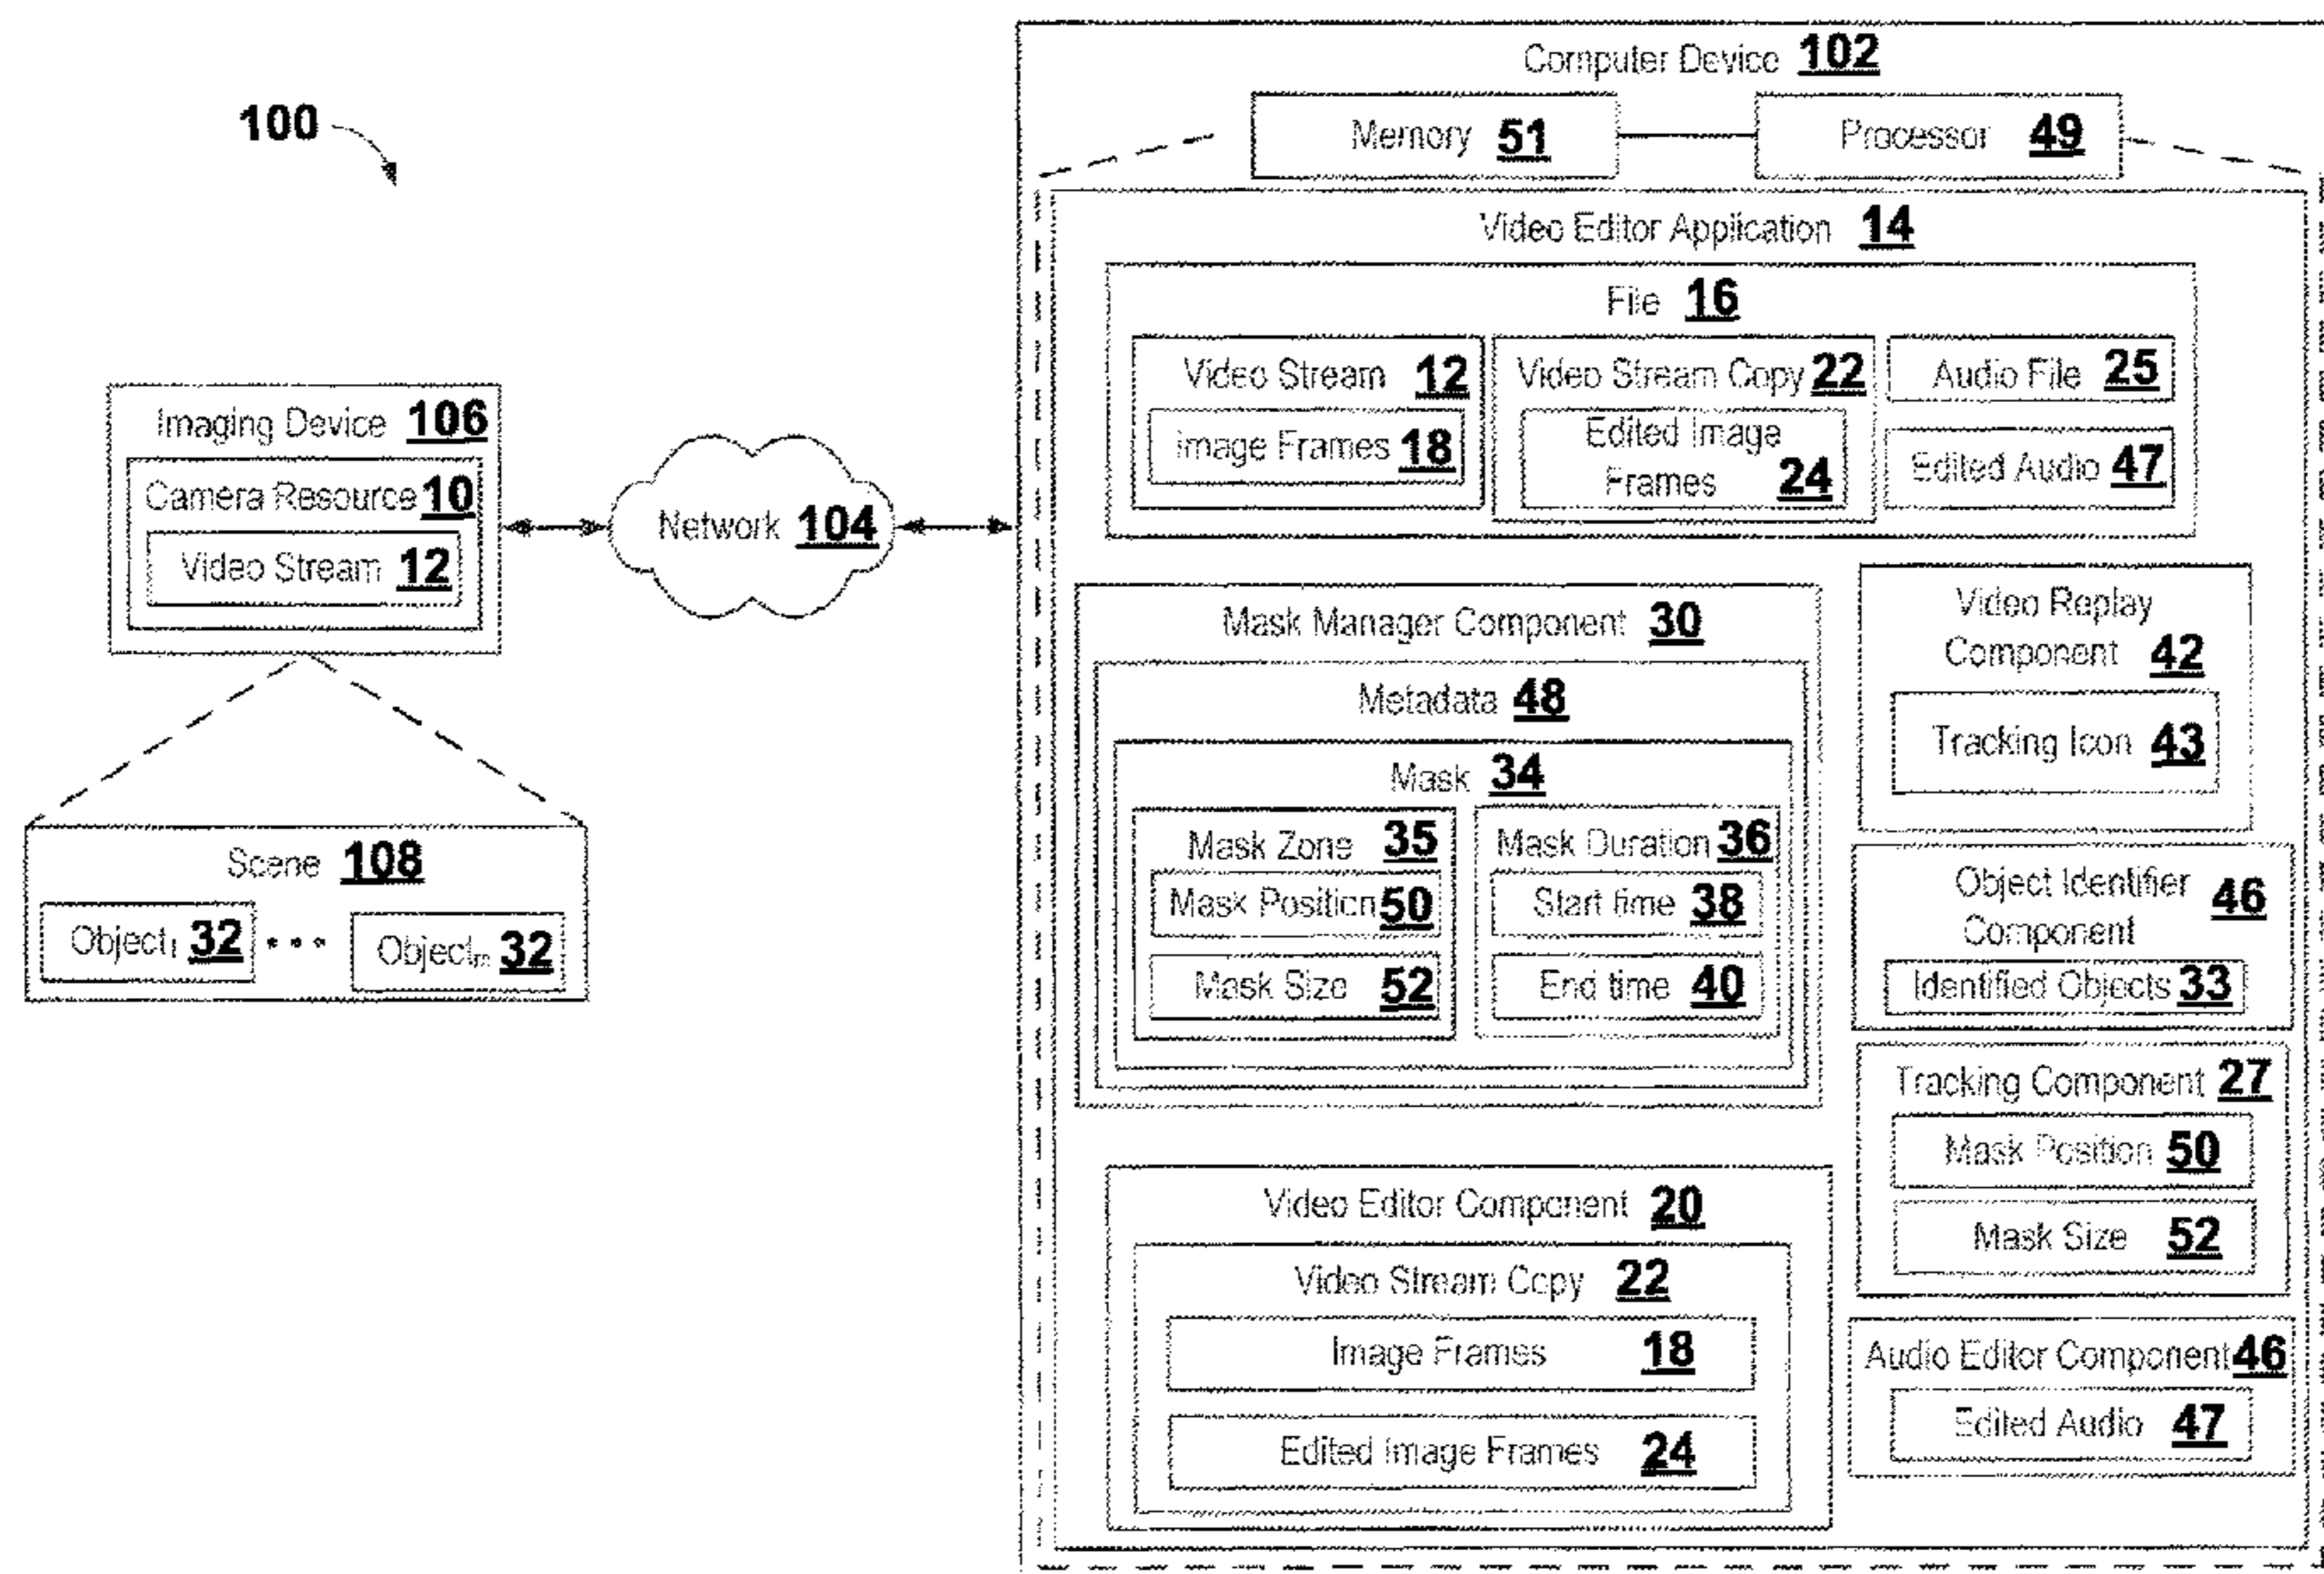 100
Imaging Device 106
Camera Resource 10
Video Stream 12
Network 104
Scene 108
Object1 32 ... Objectm 32
Computer Device 102
Memory 51
Processor 49
Video Editor Application 14
File 16
Video Stream 12
Image Frames 18
Video Stream Copy 22
Edited Image
Frames 24
Audio File 25
Edited Audio 47
Mask Manager Component 30
Metadata 48
Mask 34
Mask Zone 35
Mask Position 50
Mask Size 52
Mask Duration 36
Start time 38
End time 40
Video Replay
Component 42
Tracking Icon 43
Object Identifier
Component 46
Identified Objects 33
Tracking Component 27
Mask Position 50
Mask Size 52
Video Editor Component 20
Video Stream Copy 22
Image Frames 18
Edited Image Frames 24
Audio Editor Component 46
Edited Audio 47